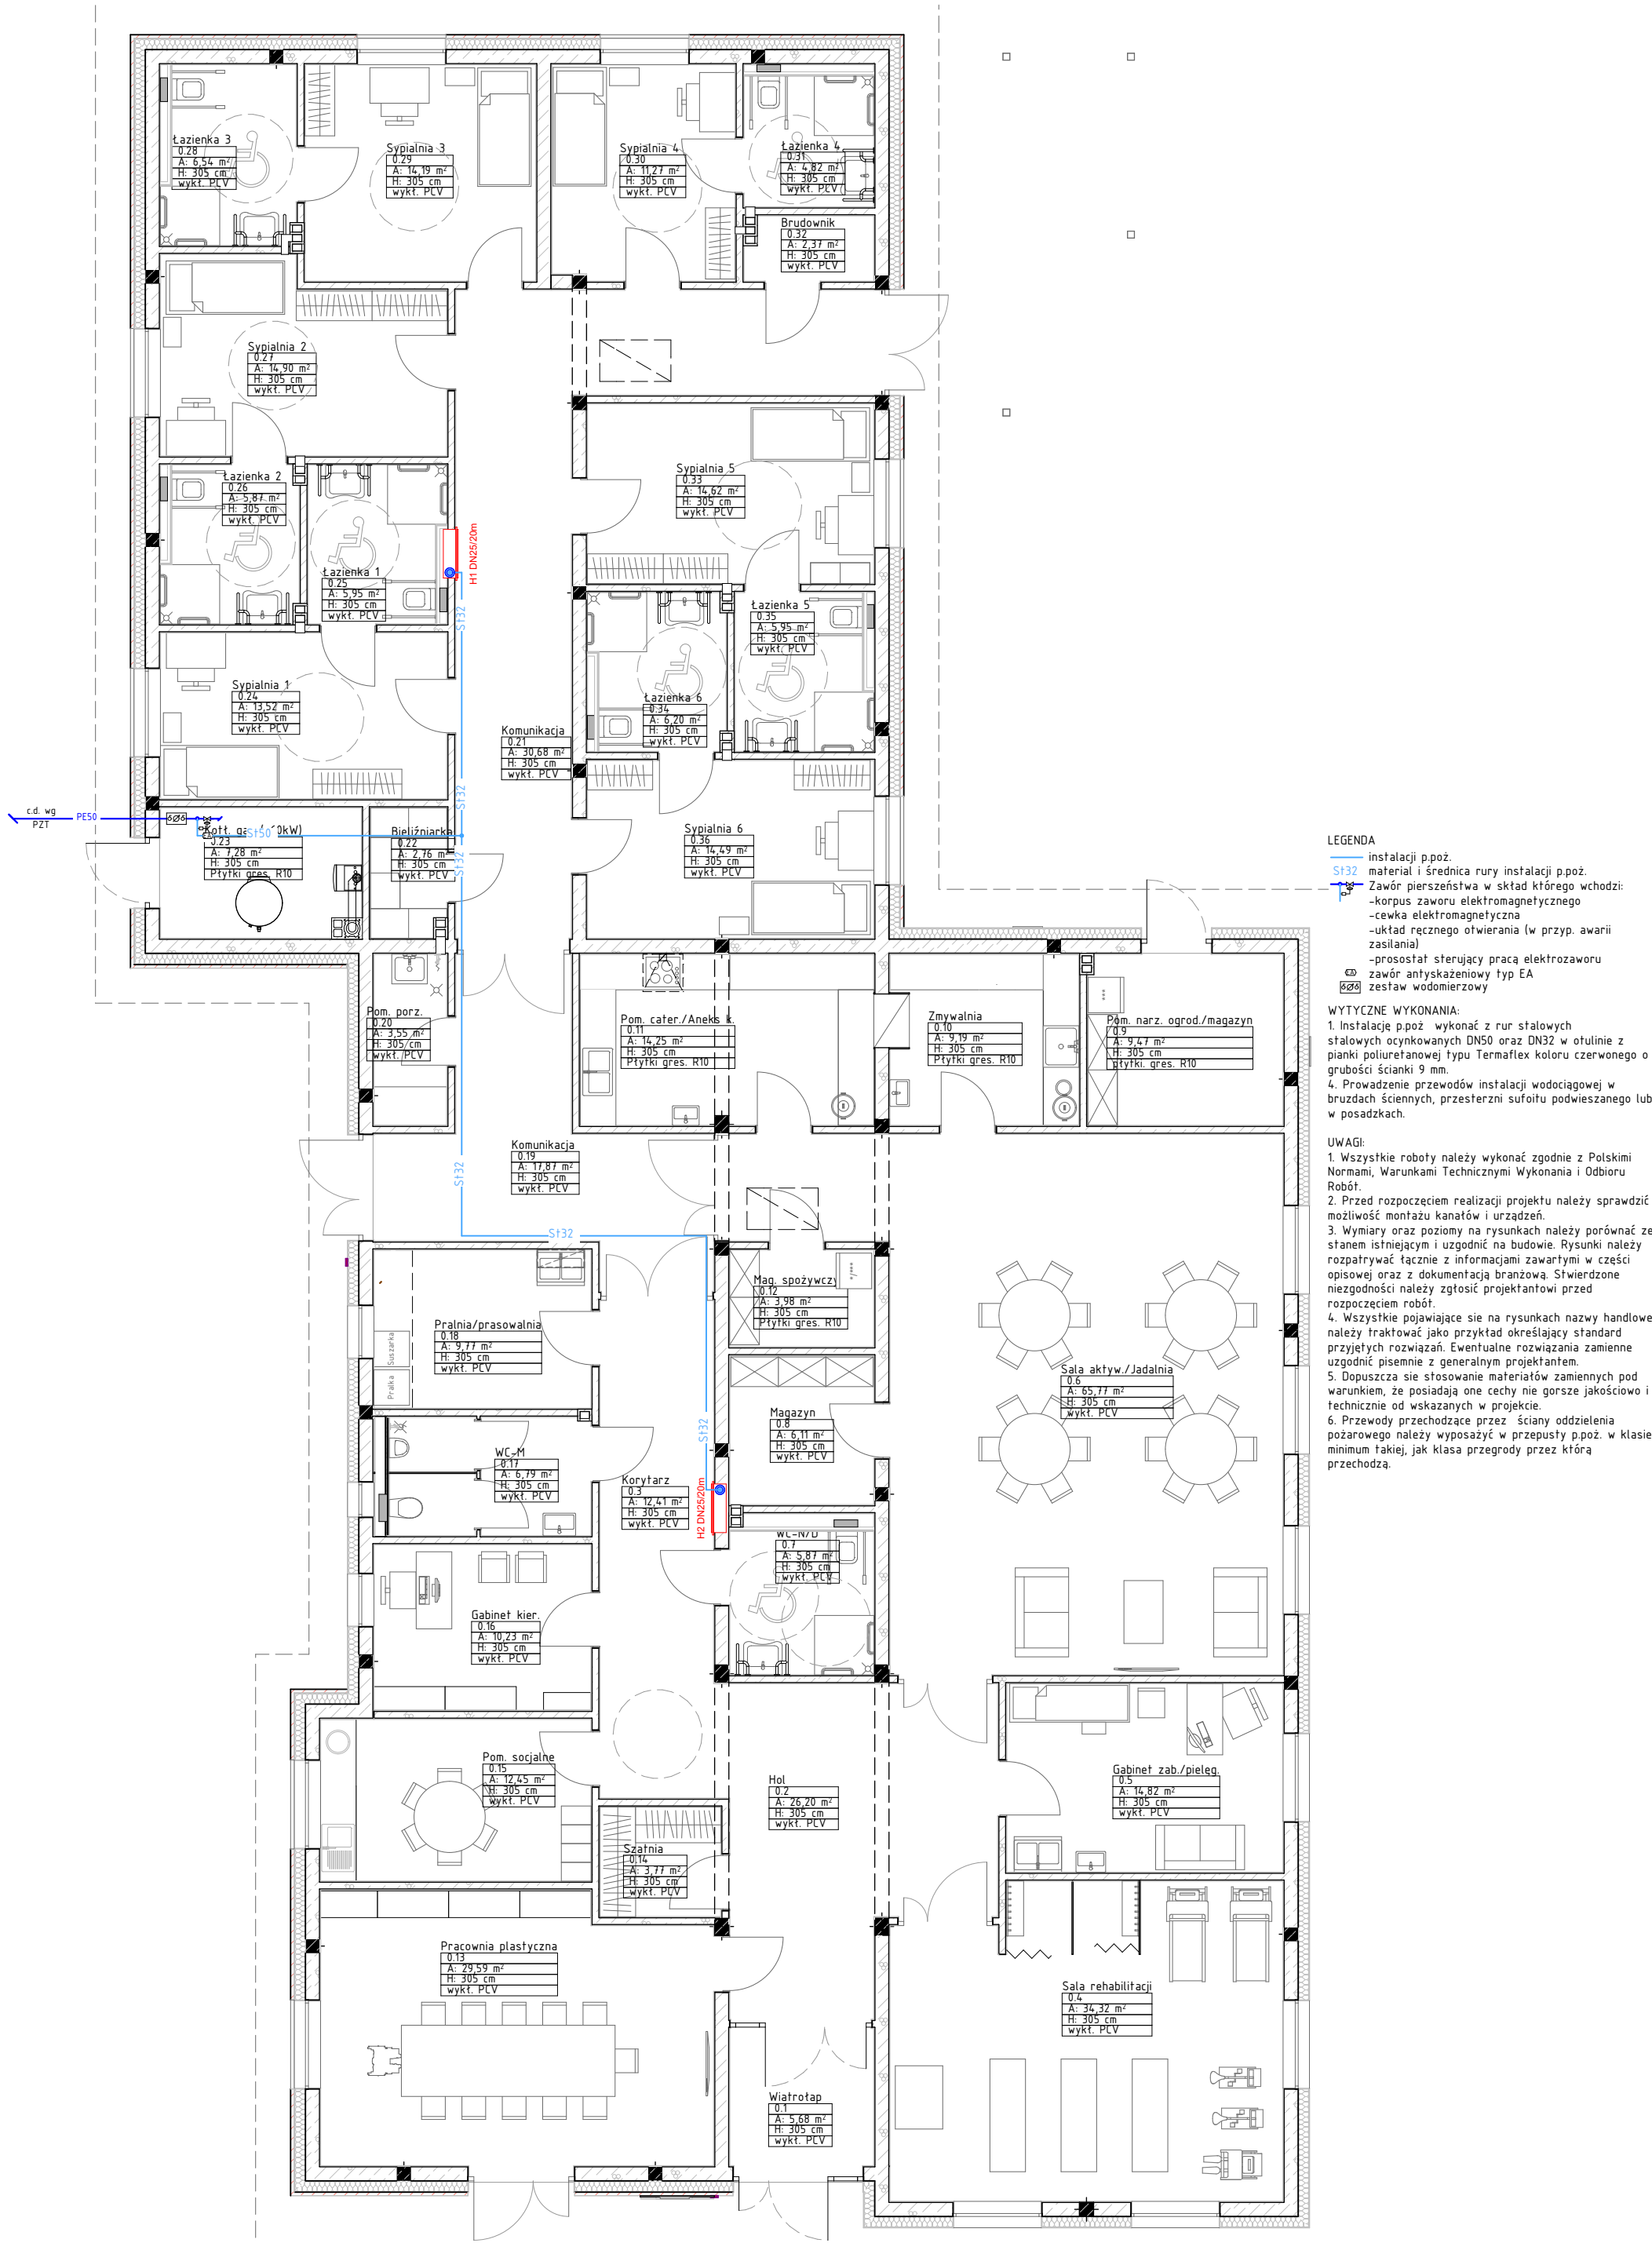 Łazienka 3
0.28
A: 6,54 m²
H: 305 cm
wykł. PCV
Sypialnia 3
0.29
A: 14,19 m²
H: 305 cm
wykł. PCV
Sypialnia 4
0.30
A: 11,27 m²
H: 305 cm
wykł. PCV
Łazienka 4
0.31
A: 4,82 m²
H: 305 cm
wykł. PCV
Brudownik
0.32
A: 2,37 m²
H: 305 cm
wykł. PCV
Sypialnia 2
0.27
A: 14,90 m²
H: 305 cm
wykł. PCV
Sypialnia 5
0.33
A: 14,62 m²
H: 305 cm
wykł. PCV
Łazienka 2
0.26
A: 5,87 m²
H: 305 cm
wykł. PCV
Łazienka 1
0.25
A: 5,95 m²
H: 305 cm
wykł. PCV
H1 DN25/20m
St32
Łazienka 5
0.35
A: 5,95 m²
H: 305 cm
wykł. PCV
Łazienka 6
0.34
A: 6,20 m²
H: 305 cm
wykł. PCV
Sypialnia 1
0.24
A: 13,52 m²
H: 305 cm
wykł. PCV
Komunikacja
0.21
A: 30,68 m²
H: 305 cm
wykł. PCV
St32
c.d. wg
PZT
PE50
St50
0.23
A: 7,28 m²
H: 305 cm
Płytki gres. R10
Bieliźniarka
0.22
A: 2,76 m²
H: 305 cm
wykł. PCV
St32
Sypialnia 6
0.36
A: 14,49 m²
H: 305 cm
wykł. PCV
Pom. porz.
0.20
A: 3,55 m²
H: 305 cm
wykł. PCV
Pom. cater./Aneks k.
0.11
A: 14,25 m²
H: 305 cm
Płytki gres. R10
Zmywalnia
0.10
A: 9,19 m²
H: 305 cm
Płytki gres. R10
Pom. narz. ogrod./magazyn
0.9
A: 9,47 m²
H: 305 cm
płytki. gres. R10
Komunikacja
0.19
A: 17,87 m²
H: 305 cm
wykł. PCV
St32
St32
Mag. spożywczy
0.12
A: 3,98 m²
H: 305 cm
Płytki gres. R10
Pralnia/prasowalnia
0.18
A: 9,77 m²
H: 305 cm
wykł. PCV
Suszarka
Pralka
Sala aktyw./Jadalnia
0.6
A: 65,77 m²
H: 305 cm
wykł. PCV
Magazyn
0.8
A: 6,11 m²
H: 305 cm
wykł. PCV
St32
WC-M
0.17
A: 6,79 m²
H: 305 cm
wykł. PCV
Korytarz
0.3
A: 12,41 m²
H: 305 cm
wykł. PCV
H2 DN25/20m
WC-N/D
0.7
A: 5,87 m²
H: 305 cm
wykł. PCV
Gabinet kier.
0.16
A: 10,23 m²
H: 305 cm
wykł. PCV
Pom. socjalne
0.15
A: 12,45 m²
H: 305 cm
wykł. PCV
Hol
0.2
A: 26,20 m²
H: 305 cm
wykł. PCV
Gabinet zab./pielęg.
0.5
A: 14,82 m²
H: 305 cm
wykł. PCV
Szatnia
0.14
A: 3,77 m²
H: 305 cm
wykł. PCV
Pracownia plastyczna
0.13
A: 29,59 m²
H: 305 cm
wykł. PCV
Sala rehabilitacji
0.4
A: 34,32 m²
H: 305 cm
wykł. PCV
Wiatrołap
0.1
A: 5,68 m²
H: 305 cm
wykł. PCV
LEGENDA
instalacji p.poż.
St32 material i średnica rury instalacji p.poż.
Zawór pierszeństwa w skład którego wchodzi:
-korpus zaworu elektromagnetycznego
-cewka elektromagnetyczna
-układ ręcznego otwierania (w przyp. awarii
zasilania)
-prosostat sterujący pracą elektrozaworu
EA zawór antyskażeniowy typ EA
zestaw wodomierzowy
WYTYCZNE WYKONANIA:
1. Instalację p.poż wykonać z rur stalowych
stalowych ocynkowanych DN50 oraz DN32 w otulinie z
pianki poliuretanowej typu Termaflex koloru czerwonego o
grubości ścianki 9 mm.
4. Prowadzenie przewodów instalacji wodociągowej w
bruzdach ściennych, przesterzni sufoitu podwieszanego lub
w posadzkach.
UWAGI:
1. Wszystkie roboty należy wykonać zgodnie z Polskimi
Normami, Warunkami Technicznymi Wykonania i Odbioru
Robót.
2. Przed rozpoczęciem realizacji projektu należy sprawdzić
możliwość montażu kanałów i urządzeń.
3. Wymiary oraz poziomy na rysunkach należy porównać ze
stanem istniejącym i uzgodnić na budowie. Rysunki należy
rozpatrywać łącznie z informacjami zawartymi w części
opisowej oraz z dokumentacją branżową. Stwierdzone
niezgodności należy zgłosić projektantowi przed
rozpoczęciem robót.
4. Wszystkie pojawiające sie na rysunkach nazwy handlowe
należy traktować jako przykład określający standard
przyjętych rozwiązań. Ewentualne rozwiązania zamienne
uzgodnić pisemnie z generalnym projektantem.
5. Dopuszcza sie stosowanie materiałów zamiennych pod
warunkiem, że posiadają one cechy nie gorsze jakościowo i
technicznie od wskazanych w projekcie.
6. Przewody przechodzące przez ściany oddzielenia
pożarowego należy wyposażyć w przepusty p.poż. w klasie
minimum takiej, jak klasa przegrody przez którą
przechodzą.